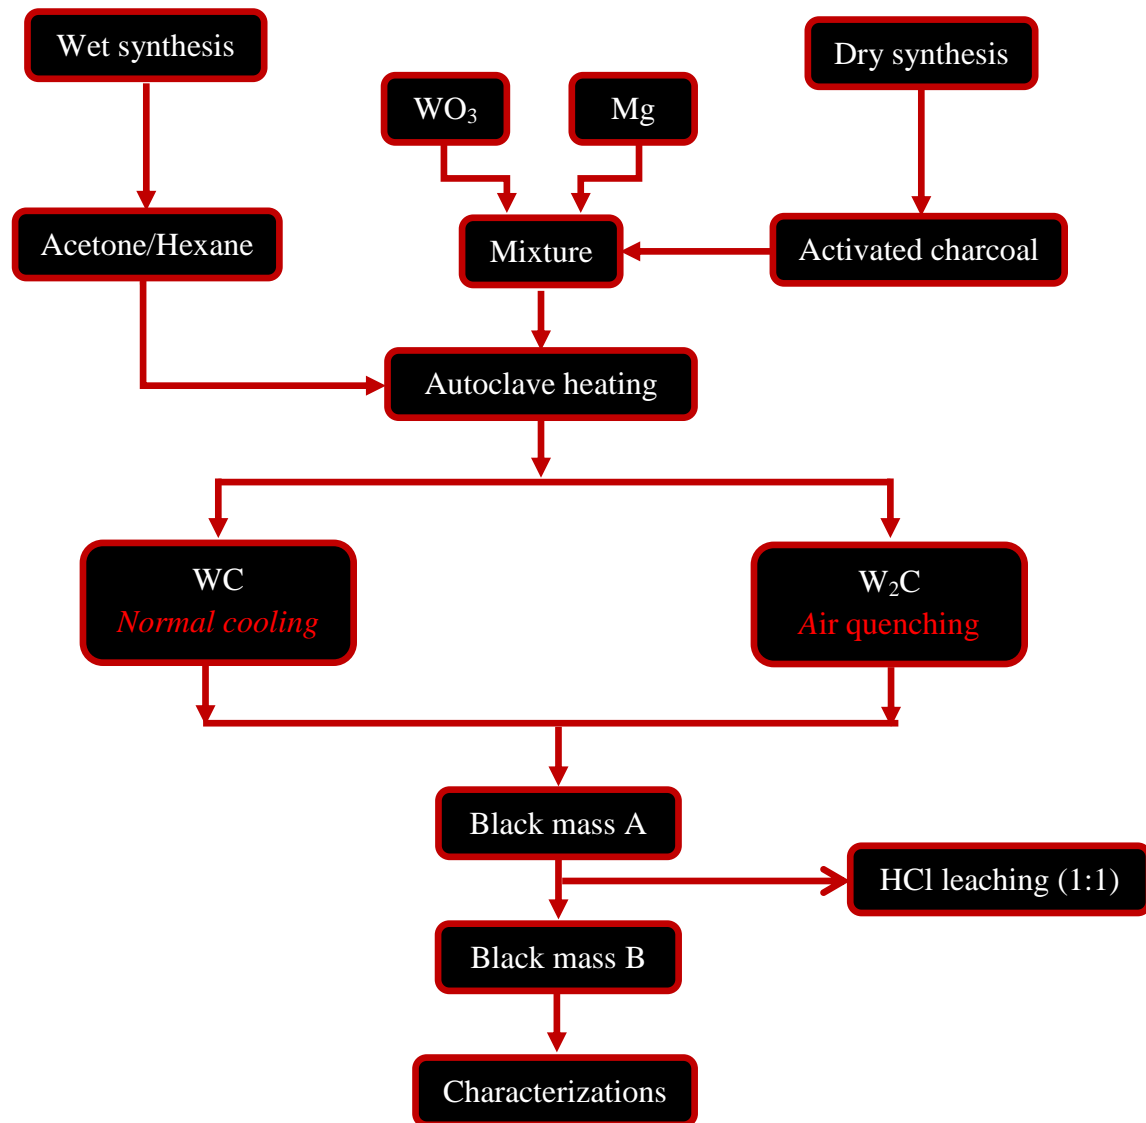 Wet synthesis
Dry synthesis
WO₃
Mg
Acetone/Hexane
Mixture
Activated charcoal
Autoclave heating
WC
Normal cooling
W₂C
Air quenching
Black mass A
HCl leaching (1:1)
Black mass B
Characterizations